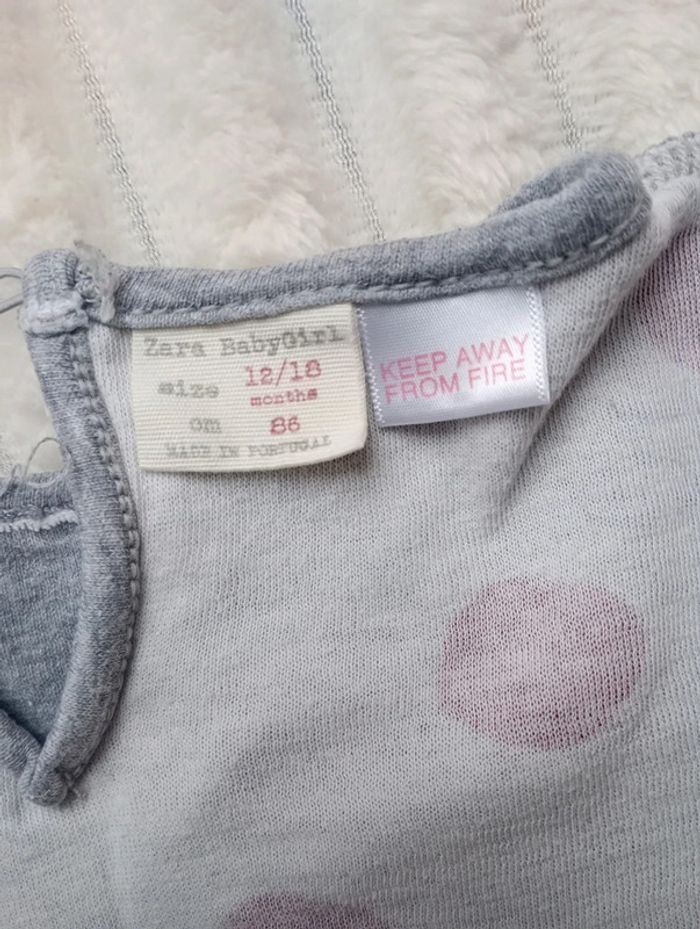 Zara BabyGirl
size 12/18
months
cm 86
MADE IN PORTUGAL
KEEP AWAY
FROM FIRE